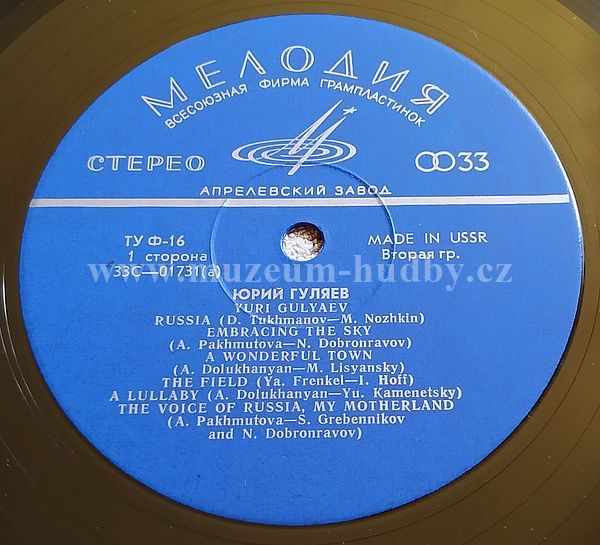 МЕЛОДИЯ
ВСЕСОЮЗНАЯ ФИРМА ГРАМПЛАСТИНОК
СТЕРЕО
33
АПРЕЛЕВСКИЙ ЗАВОД
ТУ Ф-16
MADE IN USSR
1 сторона
Вторая гр.
33С—01731(а)
www.muzeum-hudby.cz
ЮРИЙ ГУЛЯЕВ
YURI GULYAEV
RUSSIA (D. Tukhmanov—M. Nozhkin)
EMBRACING THE SKY
(A. Pakhmutova—N. Dobronravov)
A WONDERFUL TOWN
(A. Dolukhanyan—M. Lisyansky)
THE FIELD (Ya. Frenkel—I. Hoff)
A LULLABY (A. Dolukhanyan—Yu. Kamenetsky)
THE VOICE OF RUSSIA, MY MOTHERLAND
(A. Pakhmutova—S. Grebennikov
and N. Dobronravov)